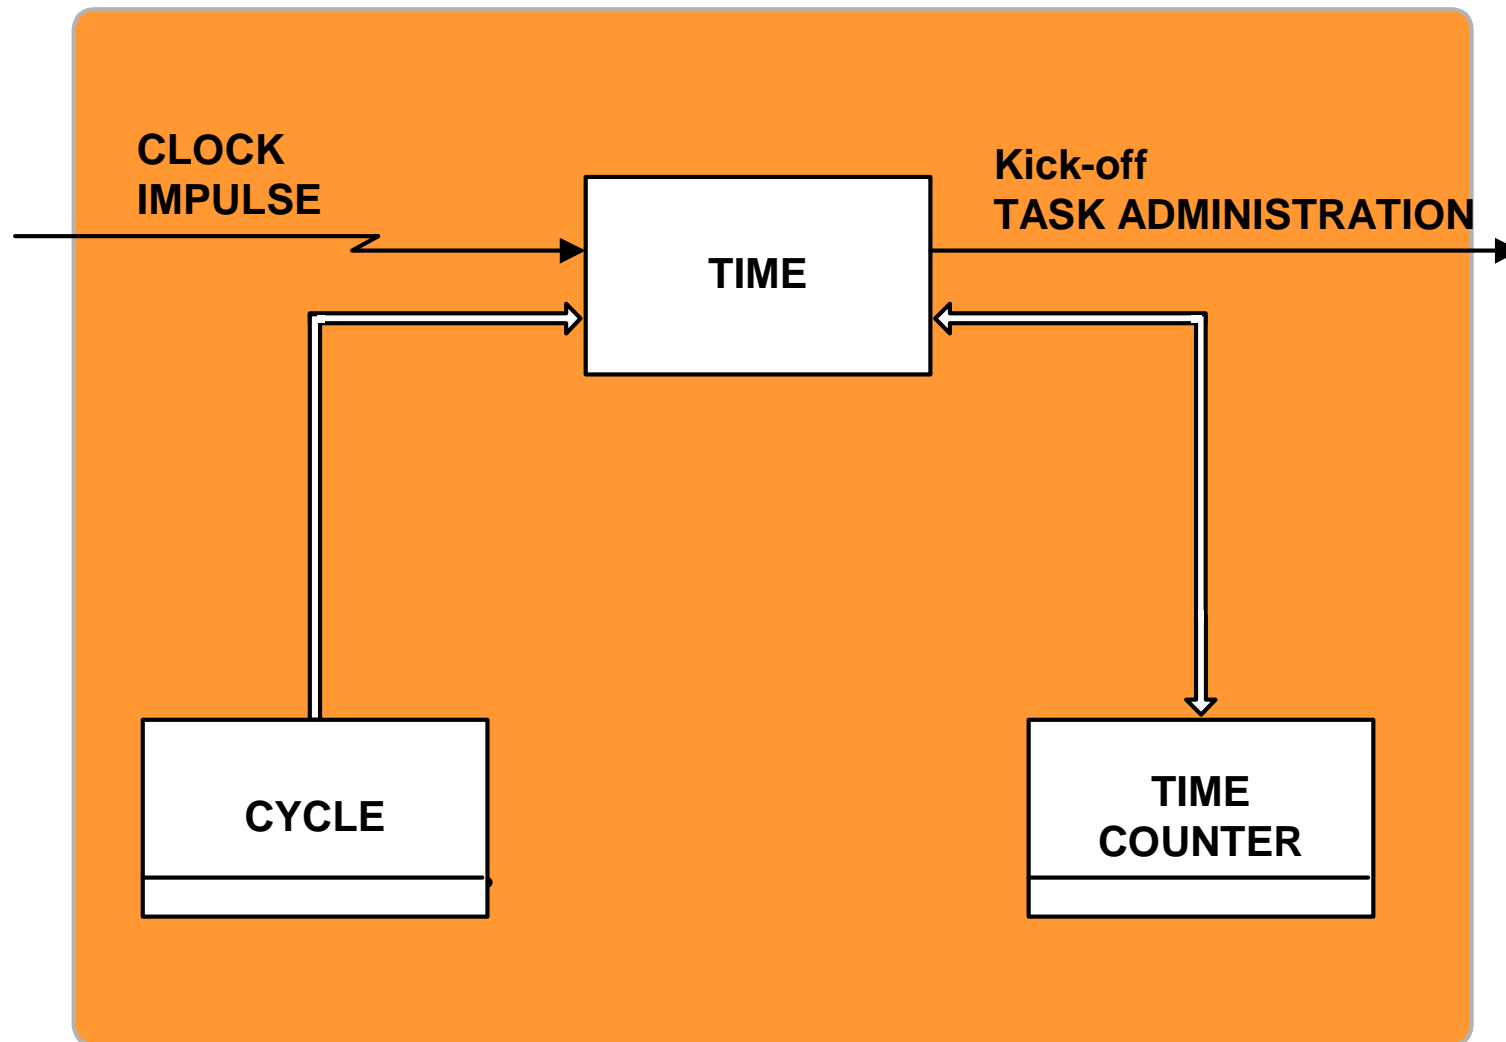 CLOCK
IMPULSE
Kick-off
TASK ADMINISTRATION
TIME
CYCLE
TIME
COUNTER